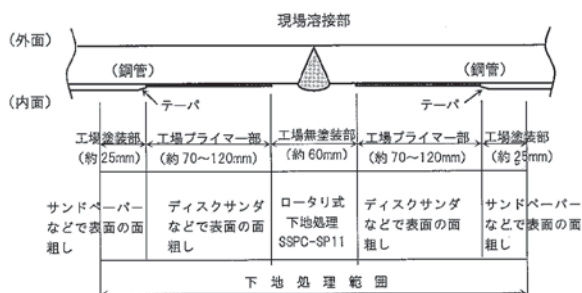 現場溶接部
(外面)
(鋼管) (鋼管)
(内面)
テーパ テーパ
工場塗装部 工場プライマー部 工場無塗装部 工場プライマー部 工場塗装部
(約25mm) (約70~120mm) (約60mm) (約70~120mm) (約25mm)
サンドペーパー ディスクサンダ ロータリ式 ディスクサンダ サンドペーパー
などで表面の面 などで表面の面 下地処理 などで表面の面 などで表面の面
粗し 粗し SSPC-SP11 粗し 粗し
下地処理範囲